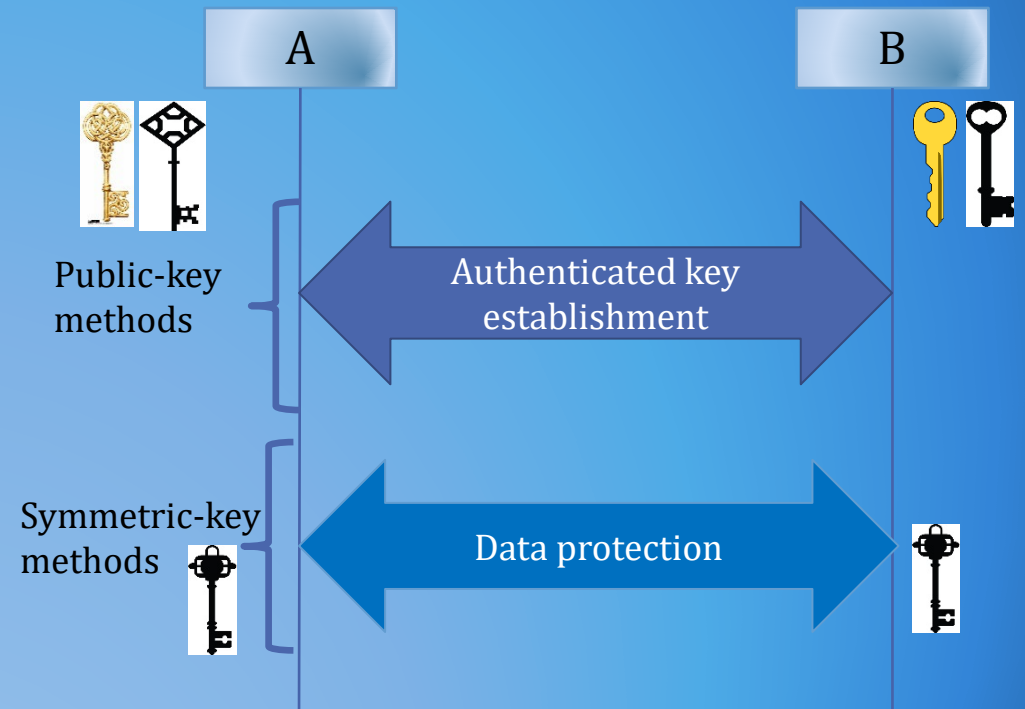 A
B
Public-key
methods
Authenticated key
establishment
Symmetric-key
methods
Data protection